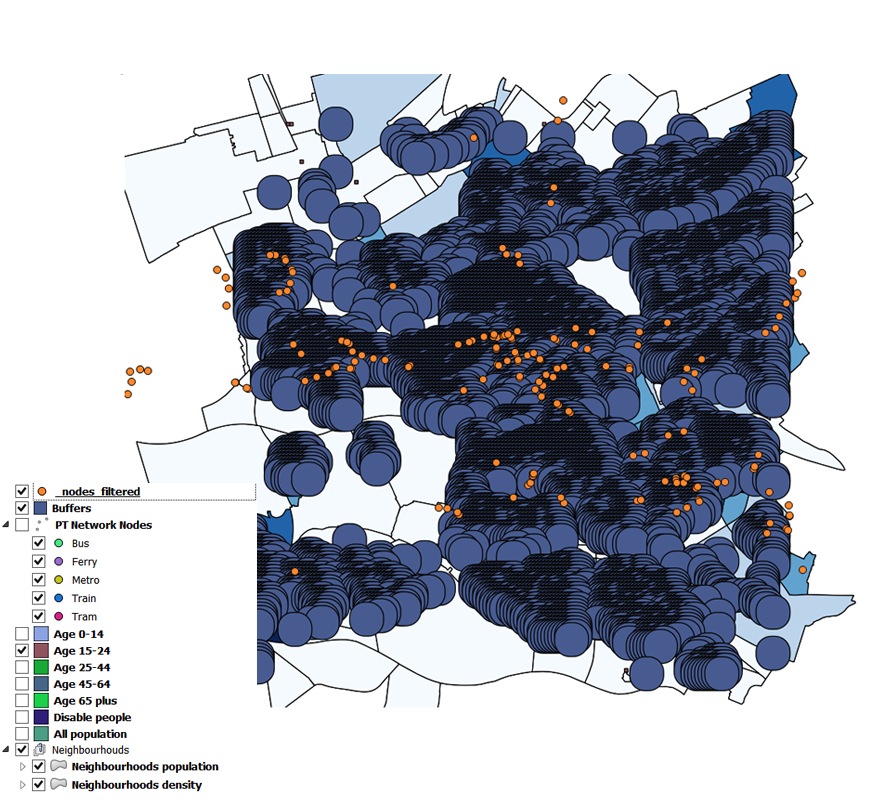 _nodes_filtered
Buffers
PT Network Nodes
Bus
Ferry
Metro
Train
Tram
Age 0-14
Age 15-24
Age 25-44
Age 45-64
Age 65 plus
Disable people
All population
Neighbourhouds
Neighbourhoods population
Neighbourhoods density